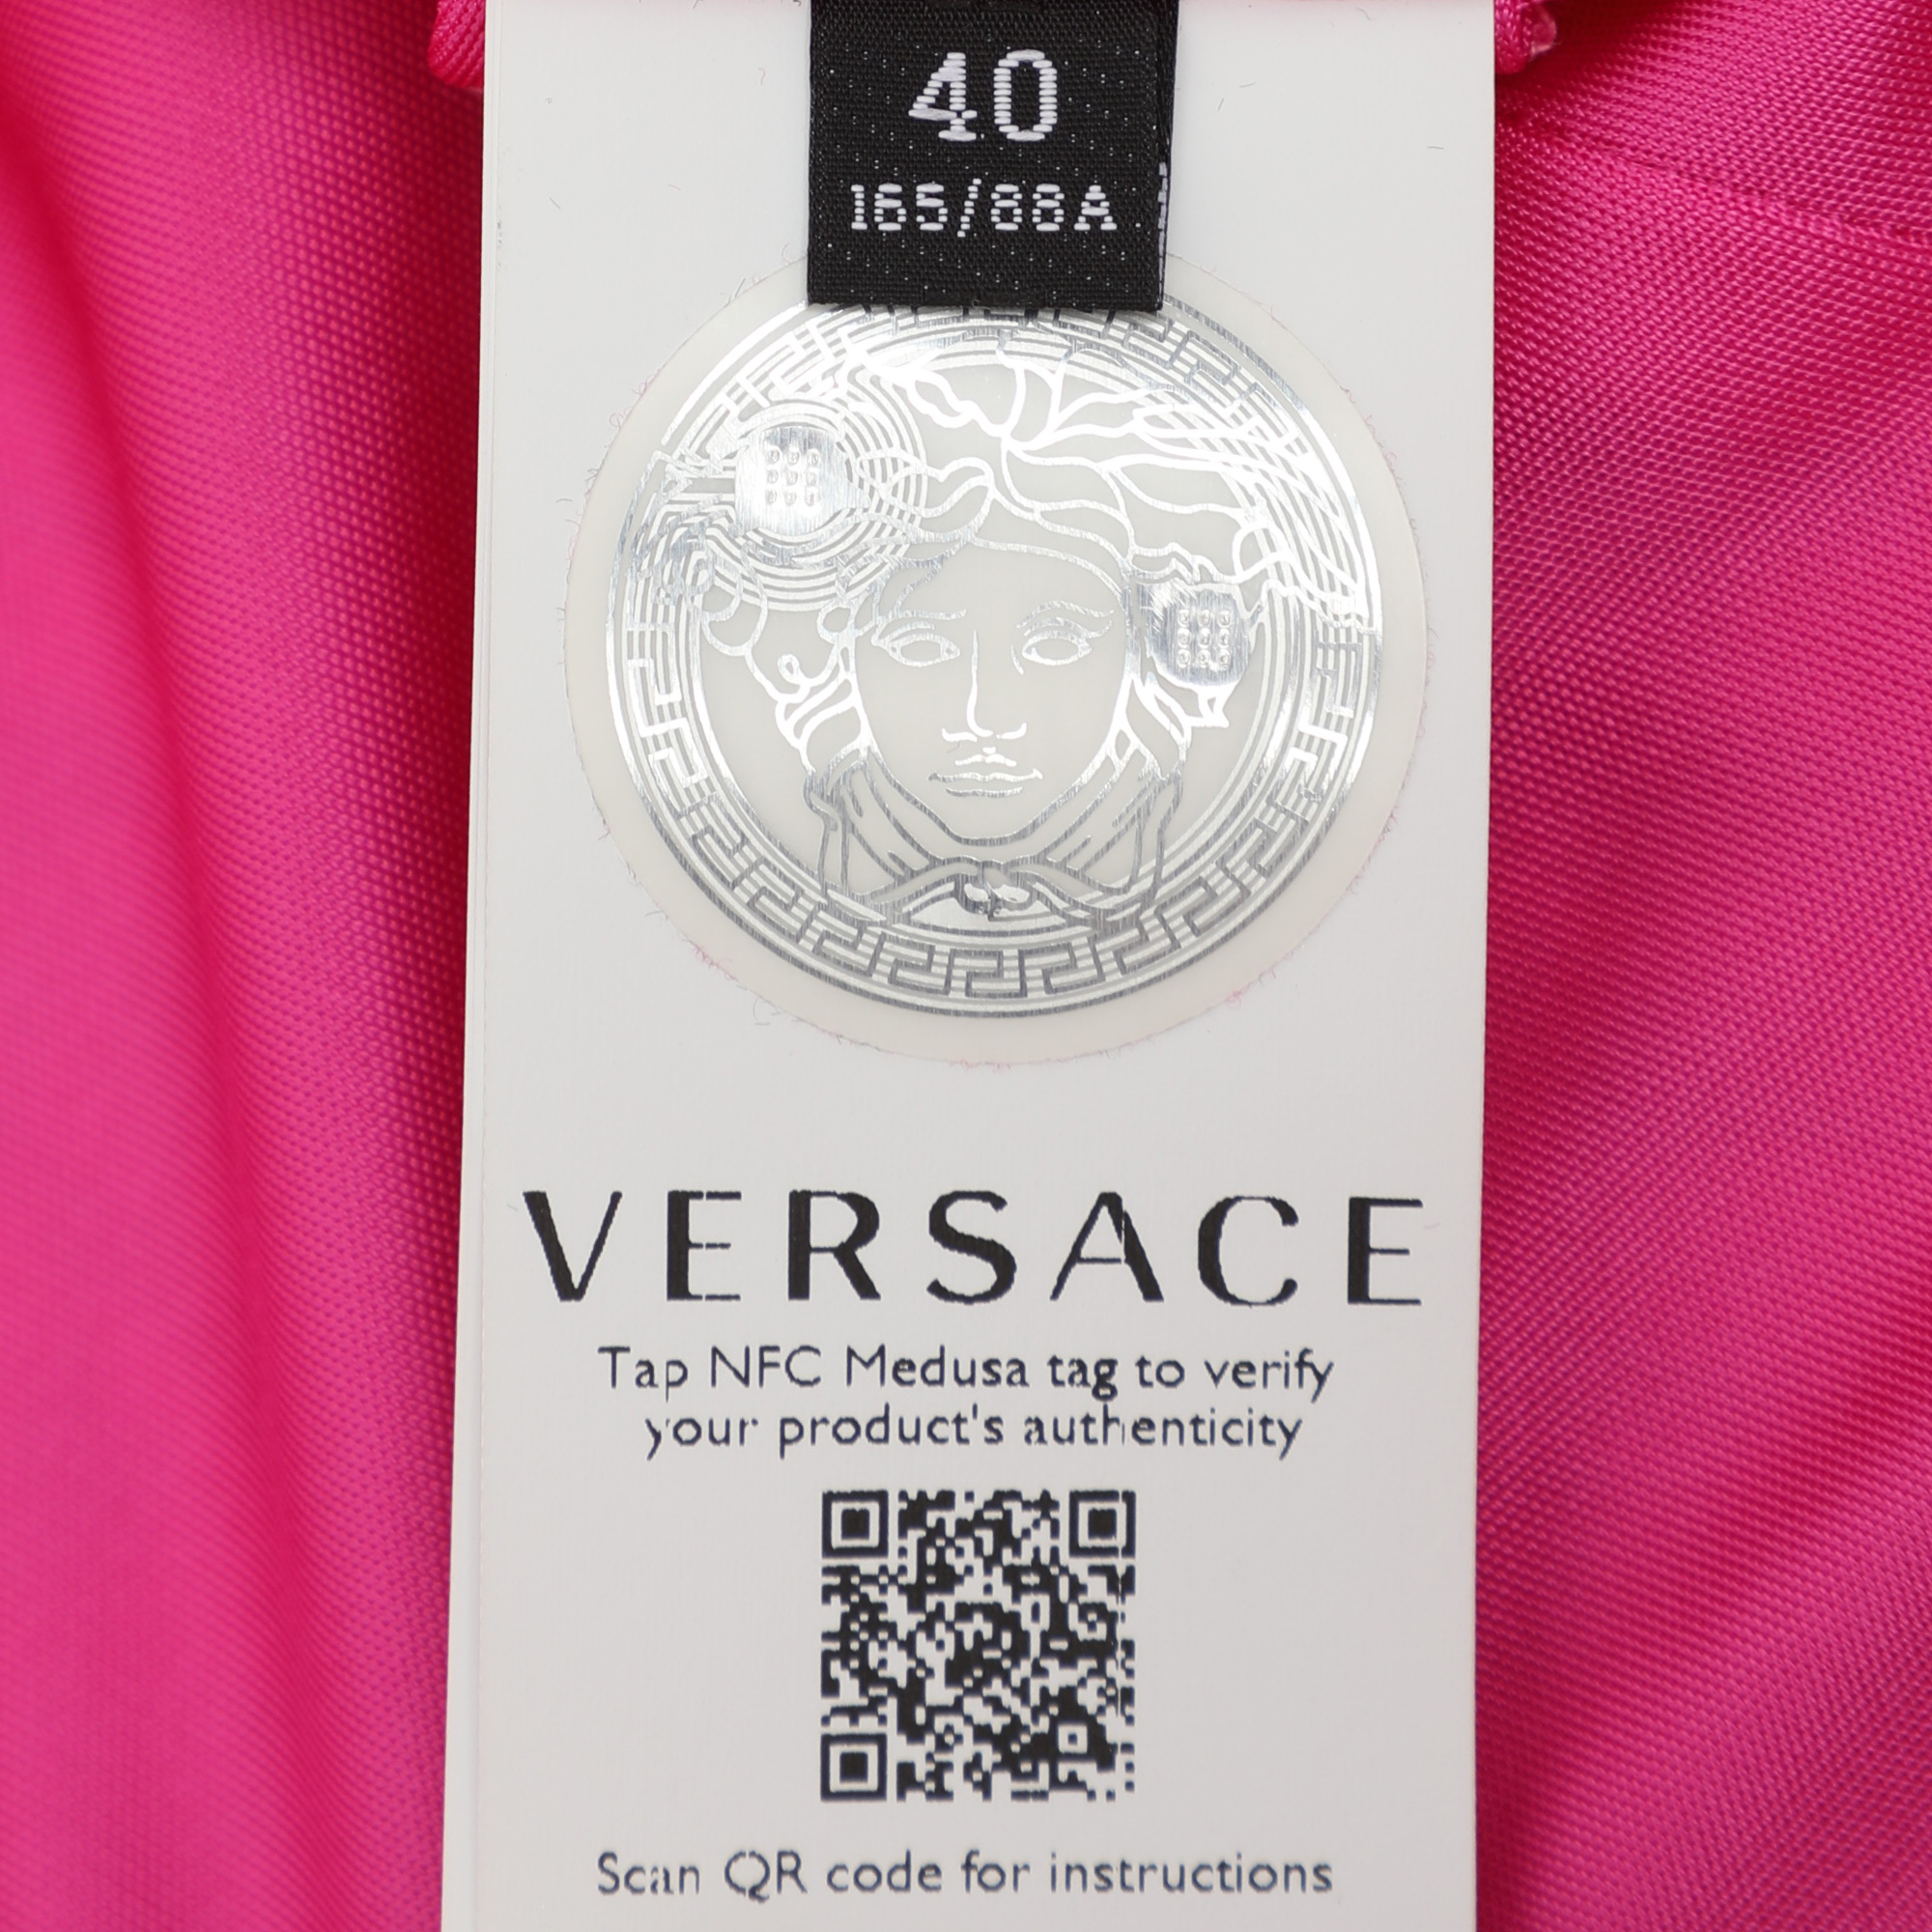 40
165/88A
VERSACE
Tap NFC Medusa tag to verify
your product's authenticity
Scan QR code for instructions